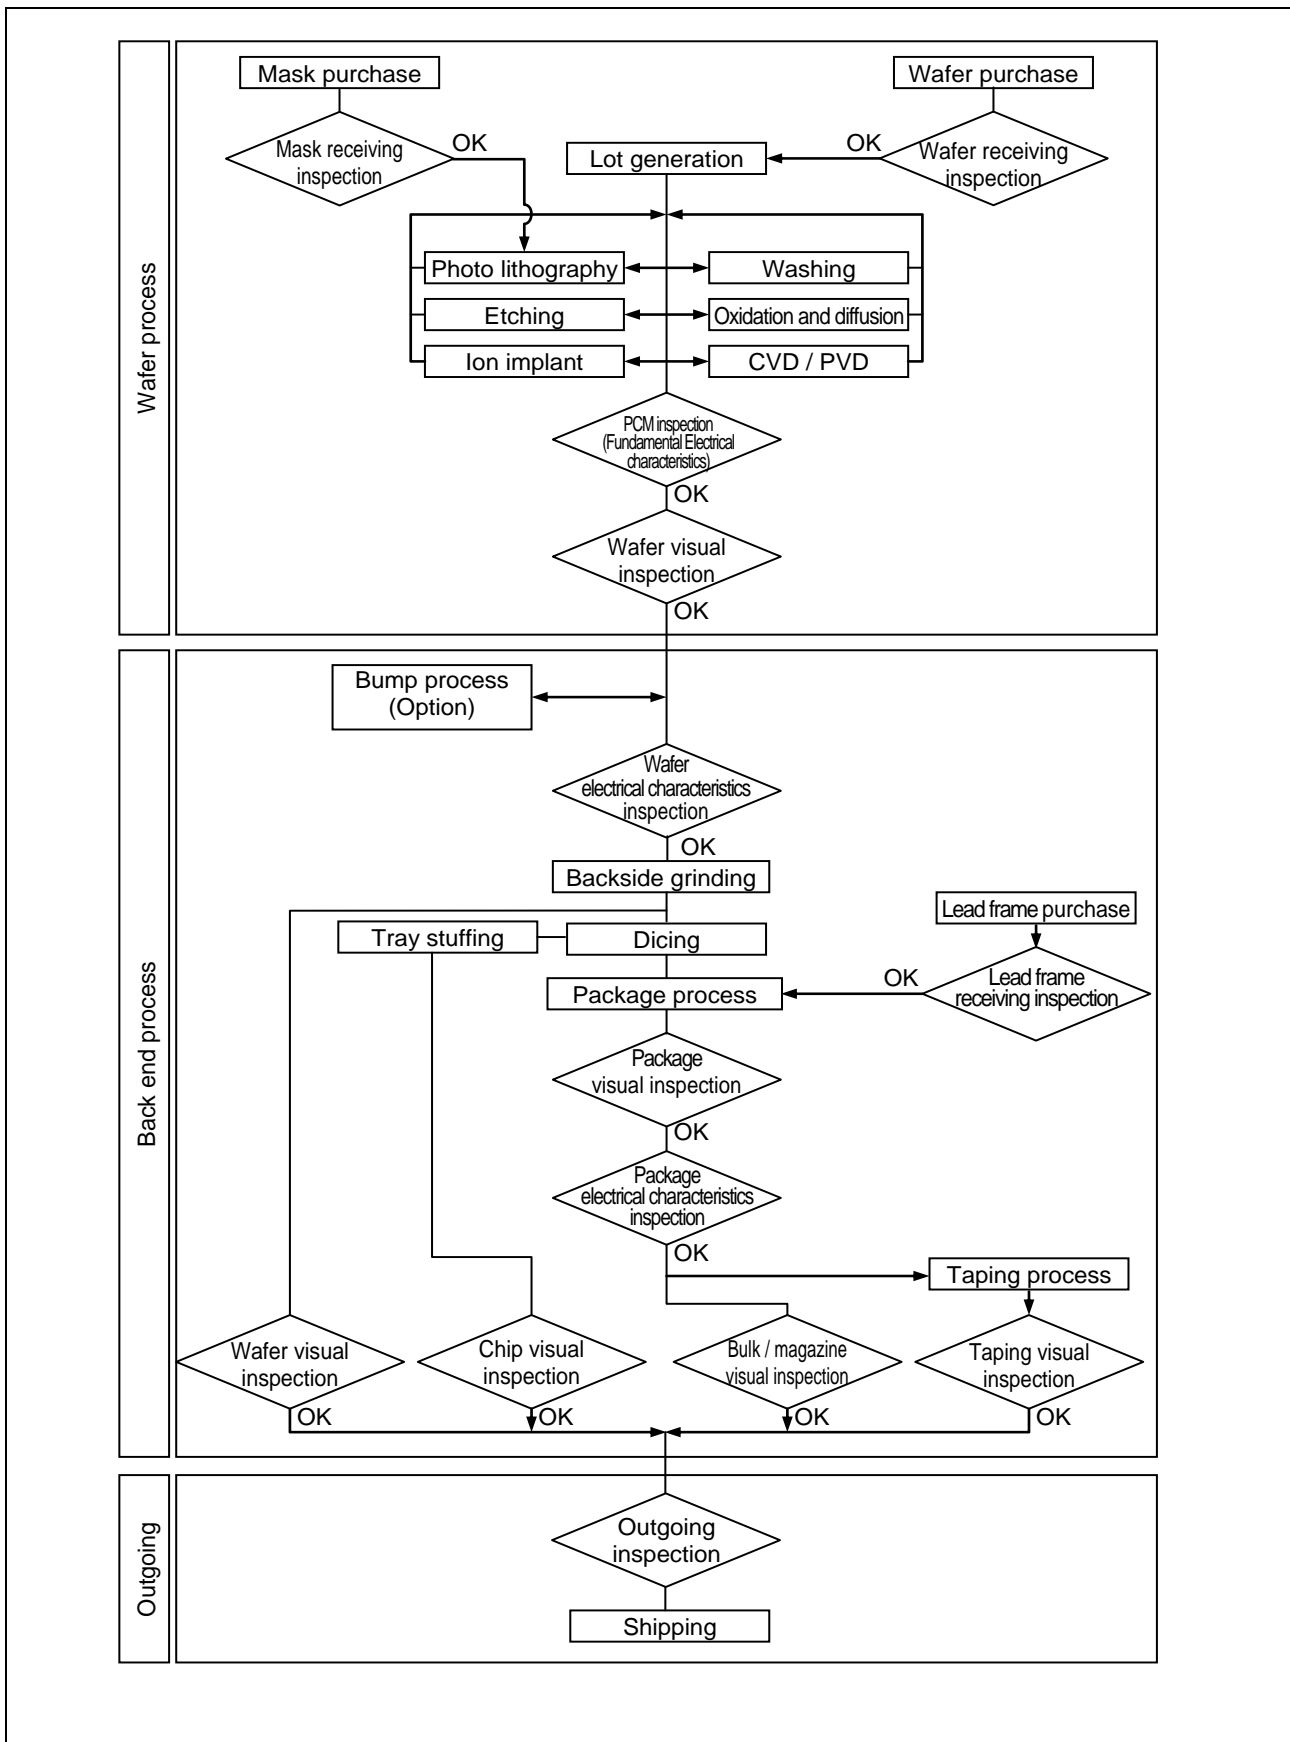 Wafer process
Mask purchase
Wafer purchase
OK
OK
Mask receiving
inspection
Lot generation
Wafer receiving
inspection
Photo lithography
Washing
Etching
Oxidation and diffusion
Ion implant
CVD / PVD
PCM inspection
(Fundamental Electrical
characteristics)
OK
Wafer visual
inspection
OK
Back end process
Bump process
(Option)
Wafer
electrical characteristics
inspection
OK
Backside grinding
Lead frame purchase
Tray stuffing
Dicing
OK
Lead frame
receiving inspection
Package process
Package
visual inspection
OK
Package
electrical characteristics
inspection
OK
Taping process
Wafer visual
inspection
Chip visual
inspection
Bulk / magazine
visual inspection
Taping visual
inspection
OK
OK
OK
OK
Outgoing
Outgoing
inspection
Shipping